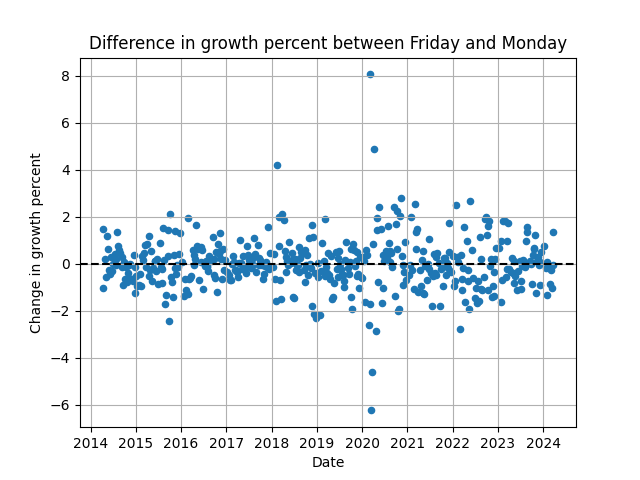 Difference in growth percent between Friday and Monday
Change in growth percent
8
6
4
2
0
−2
−4
−6
2014 2015 2016 2017 2018 2019 2020 2021 2022 2023 2024
Date